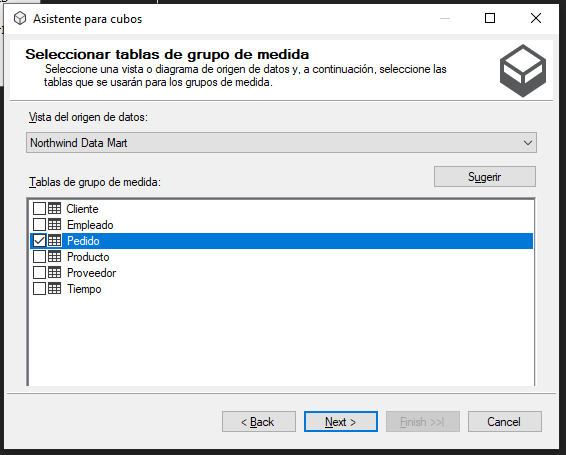 Asistente para cubos
Seleccionar tablas de grupo de medida
Seleccione una vista o diagrama de origen de datos y, a continuación, seleccione las
tablas que se usarán para los grupos de medida.
Vista del origen de datos:
Northwind Data Mart
Tablas de grupo de medida:
Sugerir
Cliente
Empleado
Pedido
Producto
Proveedor
Tiempo
< Back
Next >
Finish >>|
Cancel